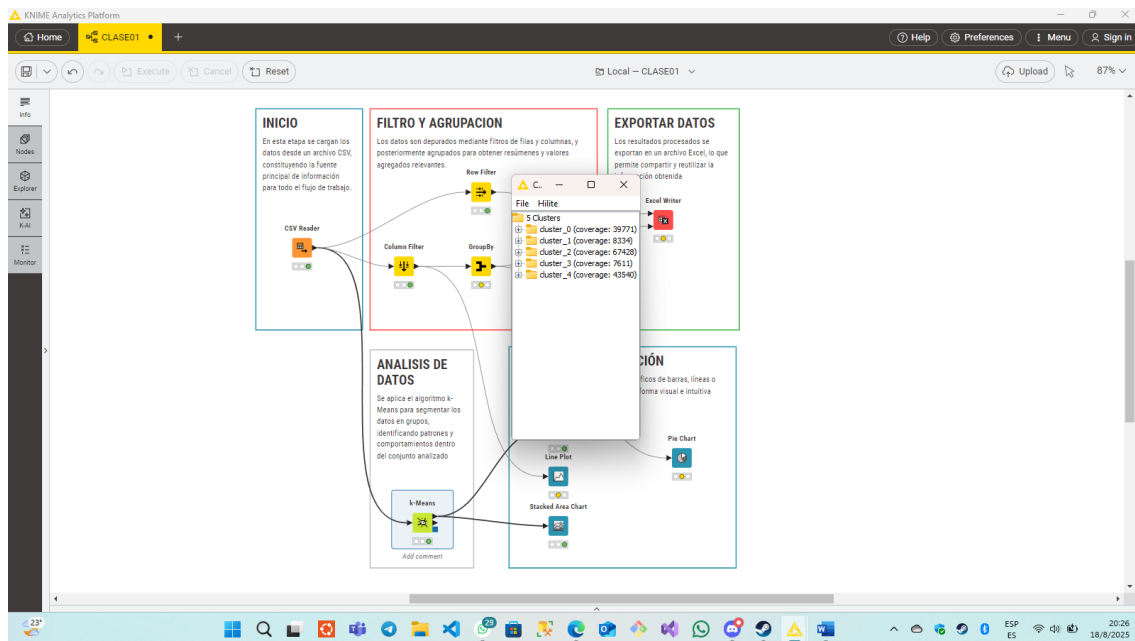 KNIME Analytics Platform
Home
CLASE01
Help
Preferences
Menu
Sign in
Execute
Cancel
Reset
Local – CLASE01
Upload
87%
Info
Nodes
Explorer
K-AI
Monitor
INICIO
En esta etapa se cargan los
datos desde un archivo CSV,
constituyendo la fuente
principal de información
para todo el flujo de trabajo.
FILTRO Y AGRUPACION
Los datos son depurados mediante filtros de filas y columnas, y
posteriormente agrupados para obtener resúmenes y valores
agregados relevantes.
EXPORTAR DATOS
Los resultados procesados se
exportan en un archivo Excel, lo que
permite compartir y reutilizar la
obtenida
Row Filter
CSV Reader
Column Filter
GroupBy
Excel Writer
C..
File Hilite
5 Clusters
cluster_0 (coverage: 39771)
cluster_1 (coverage: 8334)
cluster_2 (coverage: 67428)
cluster_3 (coverage: 7611)
cluster_4 (coverage: 43540)
ANALISIS DE
DATOS
Se aplica el algoritmo k-
Means para segmentar los
datos en grupos,
identificando patrones y
comportamientos dentro
del conjunto analizado
CIÓN
ficos de barras, líneas o
forma visual e intuitiva
Pie Chart
Line Plot
Stacked Area Chart
k-Means
Add comment
23°
29
ESP
ES
20:26
18/8/2025